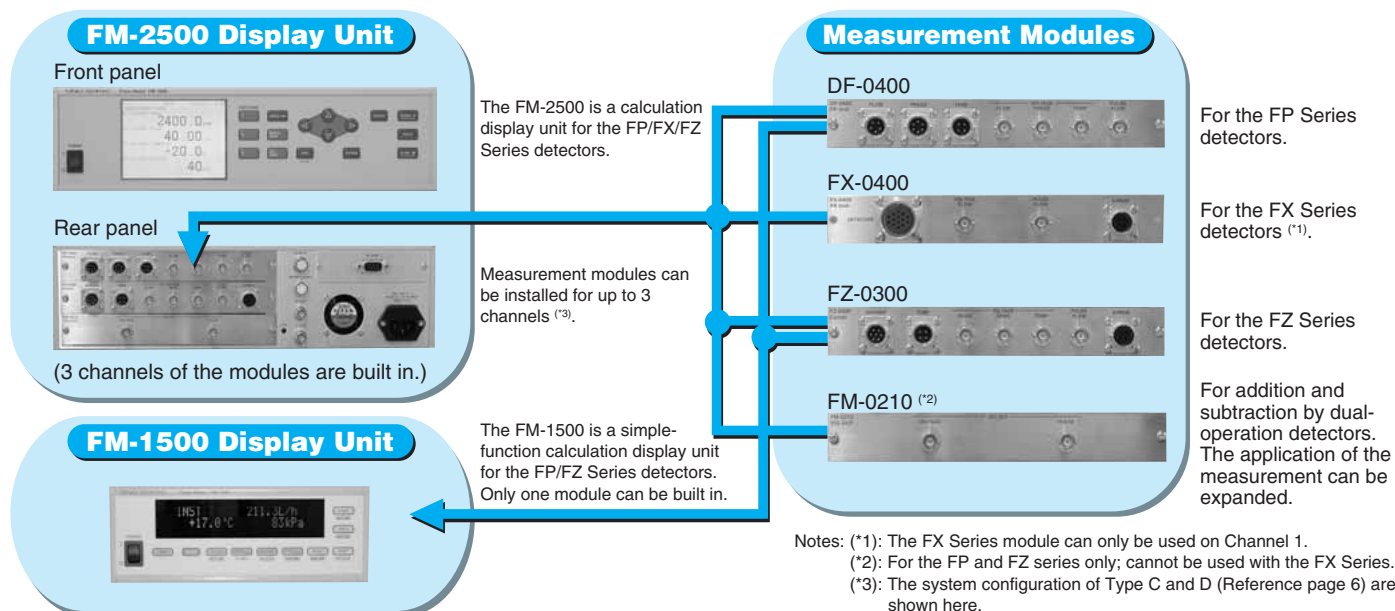 FM-2500 Display Unit
Front panel
2400.0
40.00
-20.0
40
Rear panel
(3 channels of the modules are built in.)
The FM-2500 is a calculation
display unit for the FP/FX/FZ
Series detectors.
Measurement modules can
be installed for up to 3
channels (*3).
FM-1500 Display Unit
INST 211.3L/h
+17.0°C 83kPa
The FM-1500 is a simple-
function calculation display unit
for the FP/FZ Series detectors.
Only one module can be built in.
Measurement Modules
DF-0400
For the FP Series
detectors.
FX-0400
For the FX Series
detectors (*1).
FZ-0300
For the FZ Series
detectors.
FM-0210 (*2)
For addition and
subtraction by dual-
operation detectors.
The application of the
measurement can be
expanded.
Notes: (*1): The FX Series module can only be used on Channel 1.
(*2): For the FP and FZ series only; cannot be used with the FX Series.
(*3): The system configuration of Type C and D (Reference page 6) are
shown here.